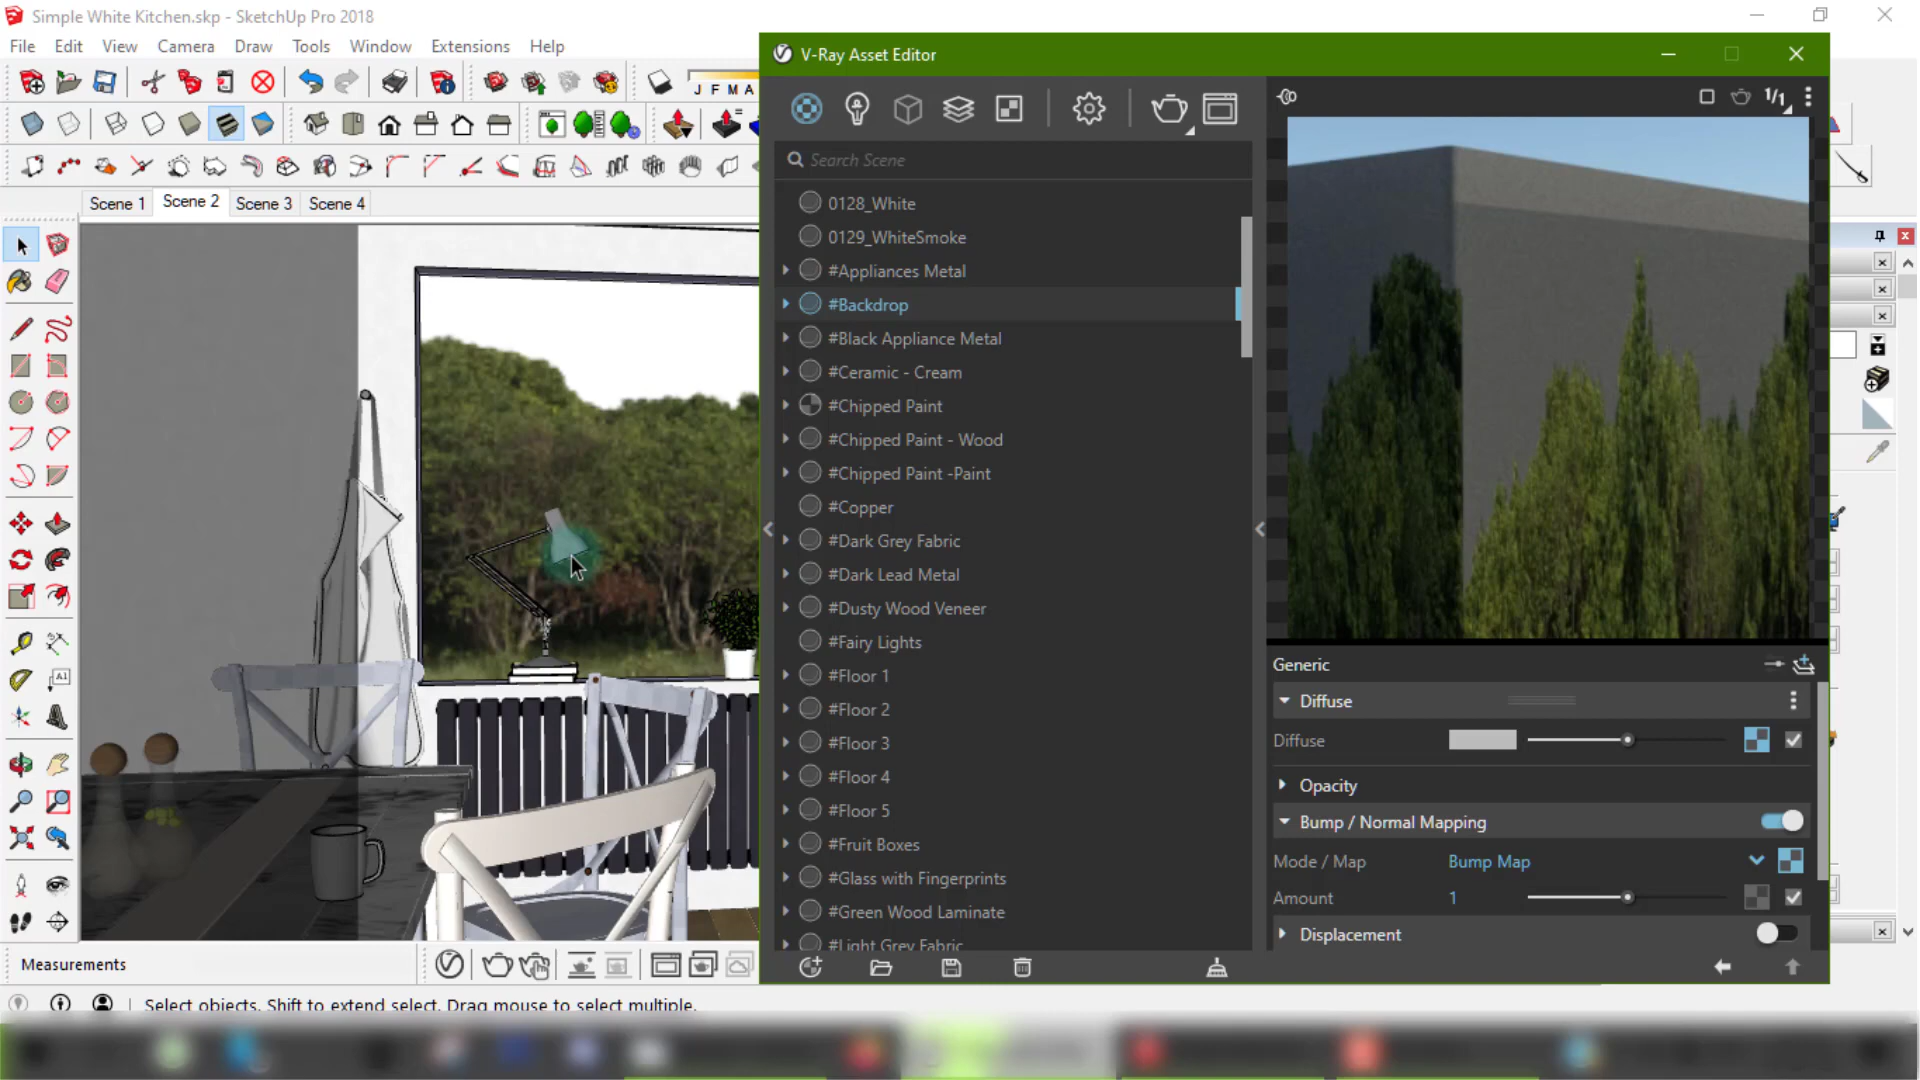 Simple White Kitchen.skp - SketchUp Pro 2018
File Edit View Camera Draw Tools Window Extensions Help
J F M A
Scene 1 Scene 2 Scene 3 Scene 4
A1
Measurements
Select objects. Shift to extend select. Drag mouse to select multiple.
V-Ray Asset Editor
Search Scene
0128_White
0129_WhiteSmoke
#Appliances Metal
#Backdrop
#Black Appliance Metal
#Ceramic - Cream
#Chipped Paint
#Chipped Paint - Wood
#Chipped Paint -Paint
#Copper
#Dark Grey Fabric
#Dark Lead Metal
#Dusty Wood Veneer
#Fairy Lights
#Floor 1
#Floor 2
#Floor 3
#Floor 4
#Floor 5
#Fruit Boxes
#Glass with Fingerprints
#Green Wood Laminate
#Light Grey Fabric
1/1
Generic
Diffuse
Diffuse
Opacity
Bump / Normal Mapping
Mode / Map Bump Map
Amount 1
Displacement